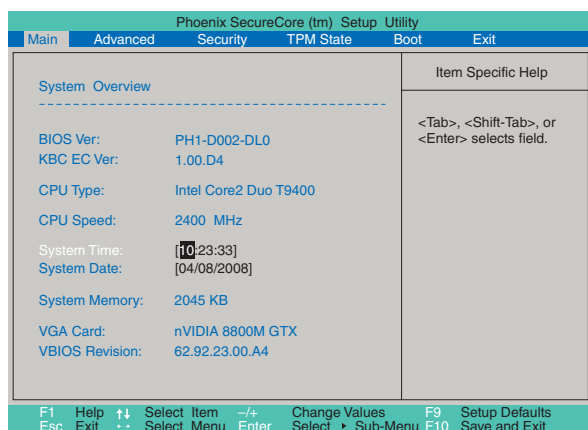 Phoenix SecureCore (tm) Setup Utility
Main Advanced Security TPM State Boot Exit
System Overview
Item Specific Help
<Tab>, <Shift-Tab>, or
<Enter> selects field.
BIOS Ver: PH1-D002-DL0
KBC EC Ver: 1.00.D4
CPU Type: Intel Core2 Duo T9400
CPU Speed: 2400 MHz
System Time: [10:23:33]
System Date: [04/08/2008]
System Memory: 2045 KB
VGA Card: nVIDIA 8800M GTX
VBIOS Revision: 62.92.23.00.A4
F1 Help ↑↓ Select Item –/+ Change Values F9 Setup Defaults
Esc Exit ↔ Select Menu Enter Select ▸ Sub-Menu F10 Save and Exit